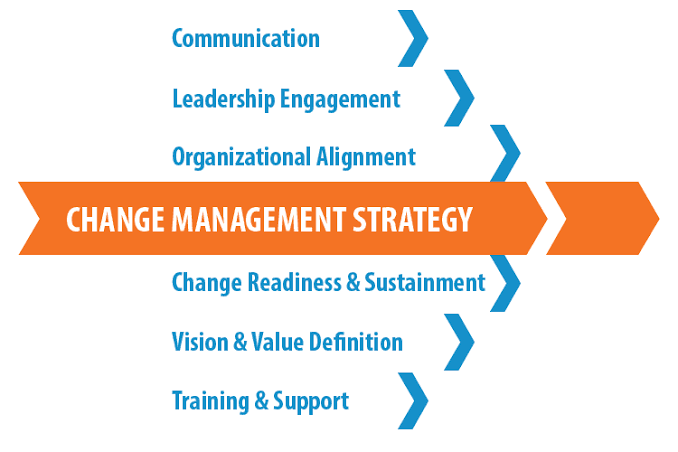 Communication
Leadership Engagement
Organizational Alignment
CHANGE MANAGEMENT STRATEGY
Change Readiness & Sustainment
Vision & Value Definition
Training & Support